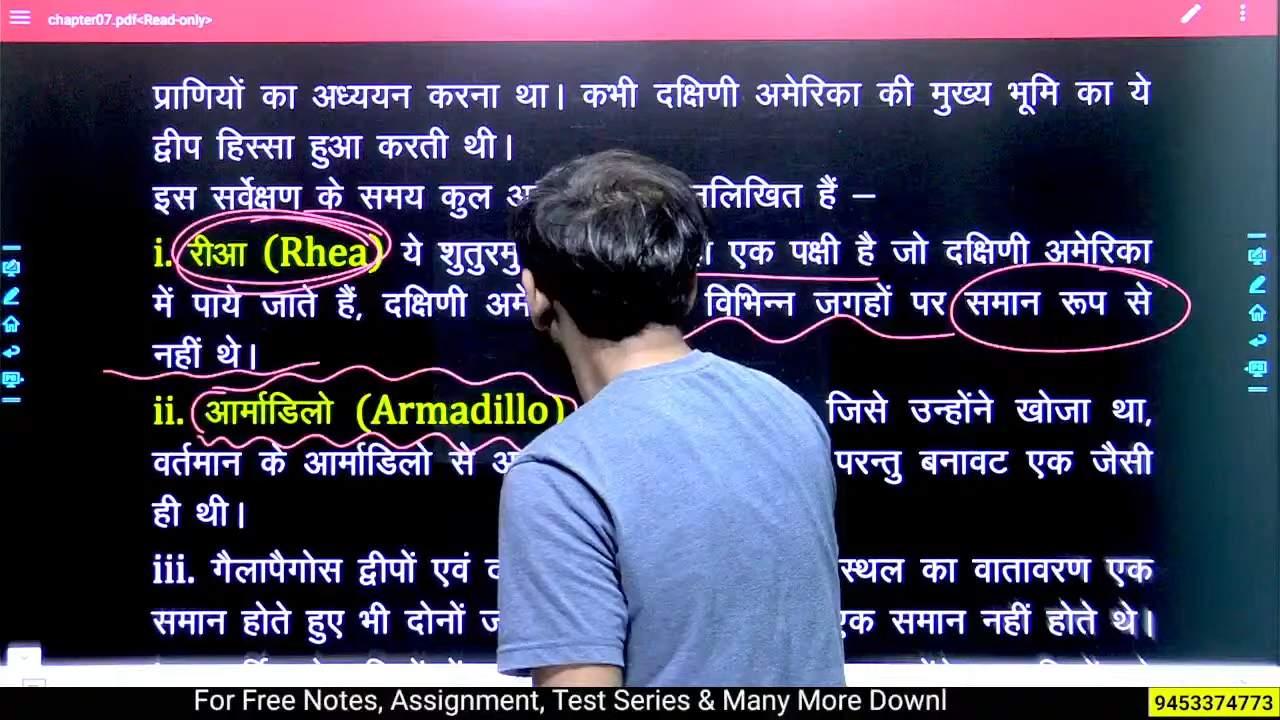 chapter07.pdf<Read-only>
प्राणियों का अध्ययन करना था। कभी दक्षिणी अमेरिका की मुख्य भूमि का ये
द्वीप हिस्सा हुआ करती थी।
इस सर्वेक्षण के समय कुल हैं –
i. रीआ (Rhea) ये एक पक्षी है जो दक्षिणी अमेरिका
में पाये जाते हैं, दक्षिणी विभिन्न जगहों पर समान रूप से
नहीं थे।
ii. आर्माडिलो (Armadillo) जिसे उन्होंने खोजा था,
वर्तमान के आर्माडिलो से परन्तु बनावट एक जैसी
ही थी।
iii. गैलापैगोस द्वीपों एवं स्थल का वातावरण एक
समान होते हुए भी दोनों समान नहीं होते थे।
For Free Notes, Assignment, Test Series & Many More Downl
9453374773